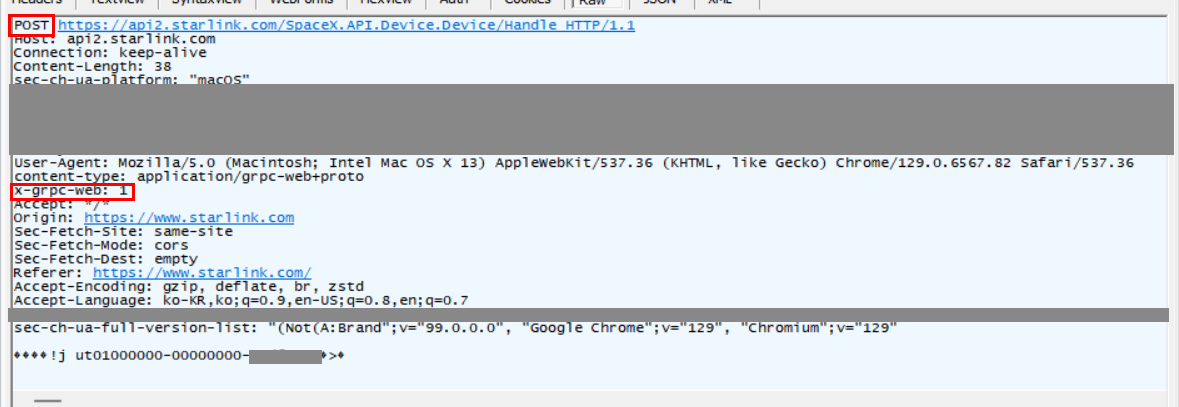 Headers TextView SyntaxView WebForms HexView Auth Cookies Raw JSON XML
POST https://api2.starlink.com/SpaceX.API.Device.Device/Handle HTTP/1.1
Host: api2.starlink.com
Connection: keep-alive
Content-Length: 38
sec-ch-ua-platform: "macOS"
User-Agent: Mozilla/5.0 (Macintosh; Intel Mac OS X 13) AppleWebKit/537.36 (KHTML, like Gecko) Chrome/129.0.6567.82 Safari/537.36
content-type: application/grpc-web+proto
x-grpc-web: 1
Accept: */*
Origin: https://www.starlink.com
Sec-Fetch-Site: same-site
Sec-Fetch-Mode: cors
Sec-Fetch-Dest: empty
Referer: https://www.starlink.com/
Accept-Encoding: gzip, deflate, br, zstd
Accept-Language: ko-KR,ko;q=0.9,en-US;q=0.8,en;q=0.7
sec-ch-ua-full-version-list: "(Not(A:Brand";v="99.0.0.0", "Google Chrome";v="129", "Chromium";v="129"
����!j ut01000000-00000000- �>�